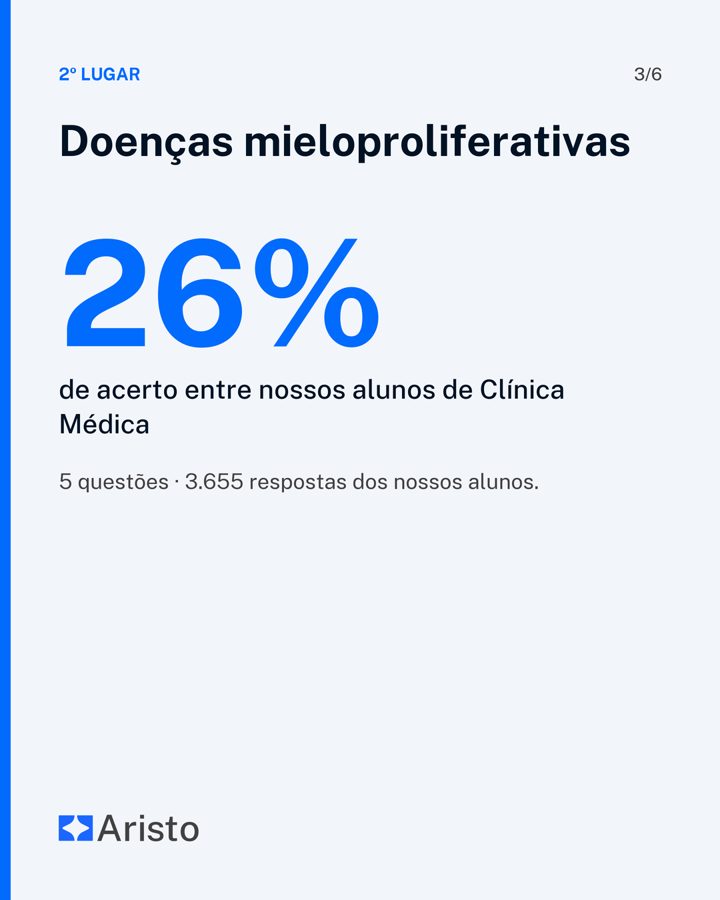 2º LUGAR
3/6
Doenças mieloproliferativas
26%
de acerto entre nossos alunos de Clínica
Médica
5 questões · 3.655 respostas dos nossos alunos.
Aristo